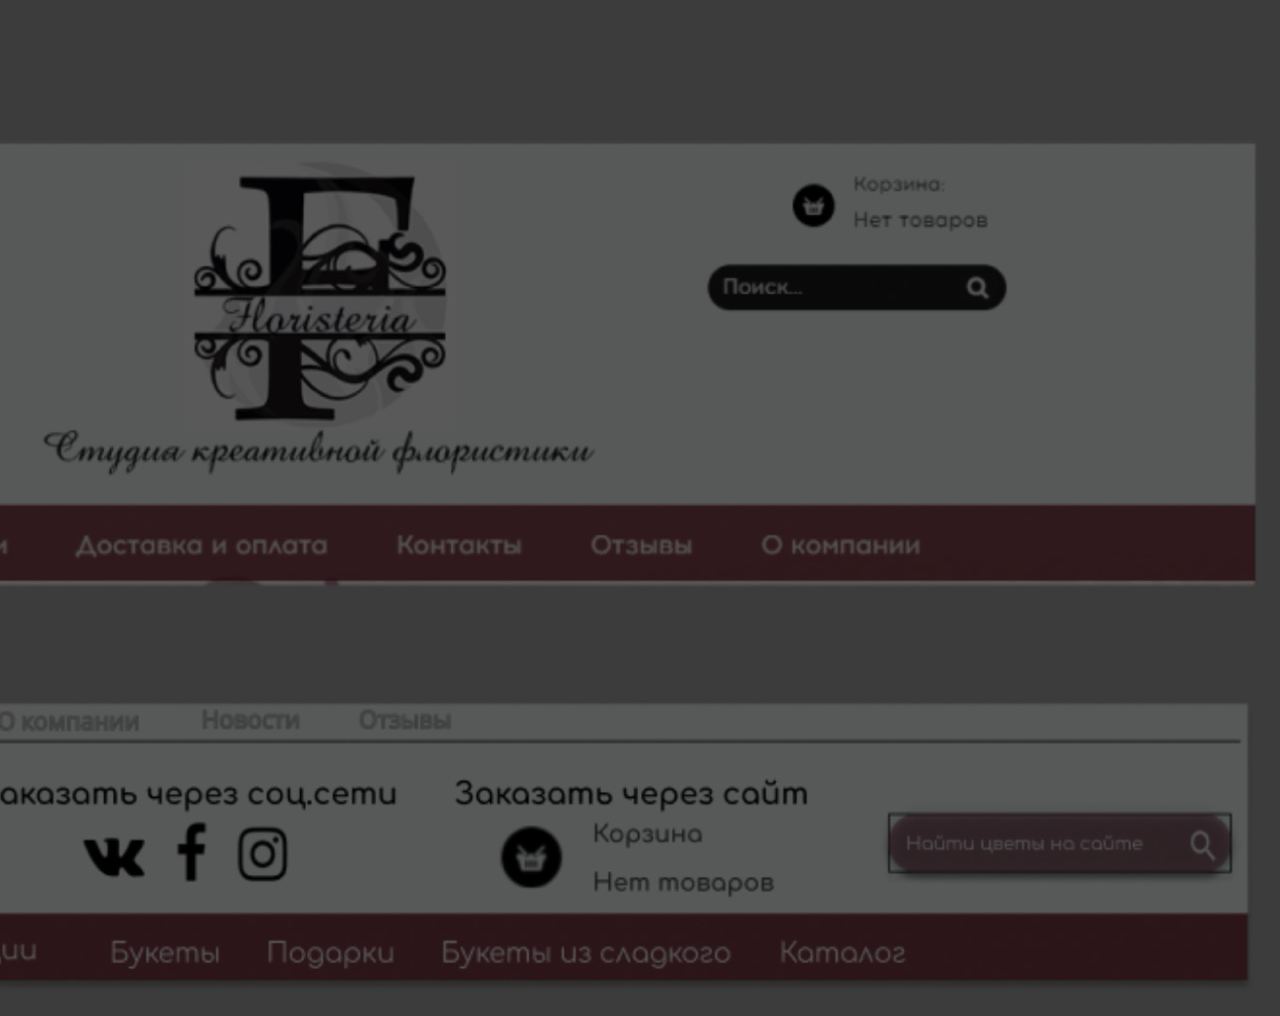 Корзина:
Нет товаров
Поиск...
Floristeria
Студия креативной флористики
Доставка и оплата Контакты Отзывы О компании
О компании Новости Отзывы
аказать через соц.сети Заказать через сайт
Корзина
Найти цветы на сайте
Нет товаров
Букеты Подарки Букеты из сладкого Каталог